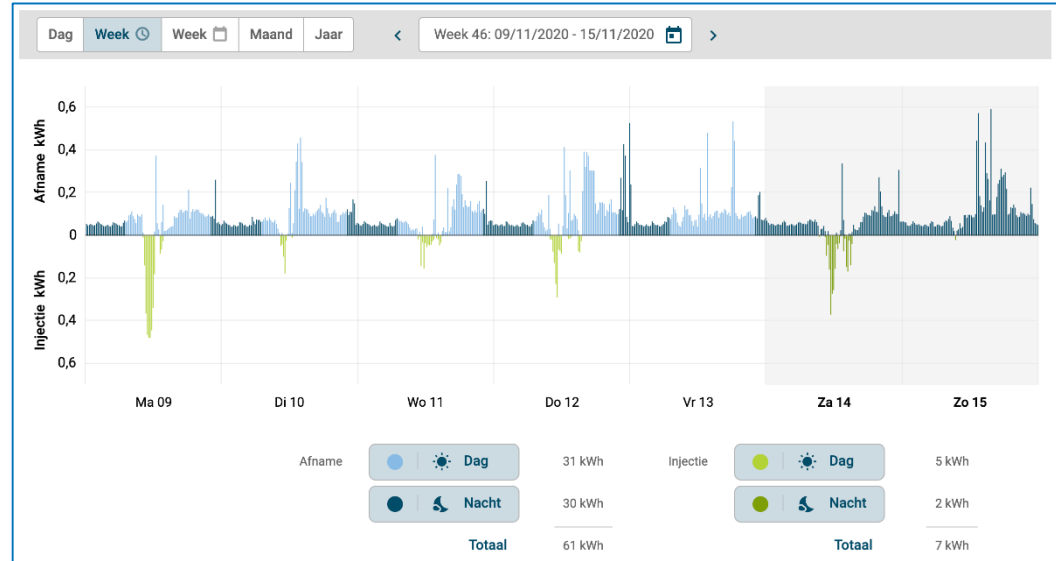 Dag Week Week Maand Jaar < Week 46: 09/11/2020 - 15/11/2020 >
Afname kWh
0,6
0,4
0,2
0
Injectie kWh
0,2
0,4
0,6
Ma 09 Di 10 Wo 11 Do 12 Vr 13 Za 14 Zo 15
Afname Dag 31 kWh Injectie Dag 5 kWh
Nacht 30 kWh Nacht 2 kWh
Totaal 61 kWh Totaal 7 kWh